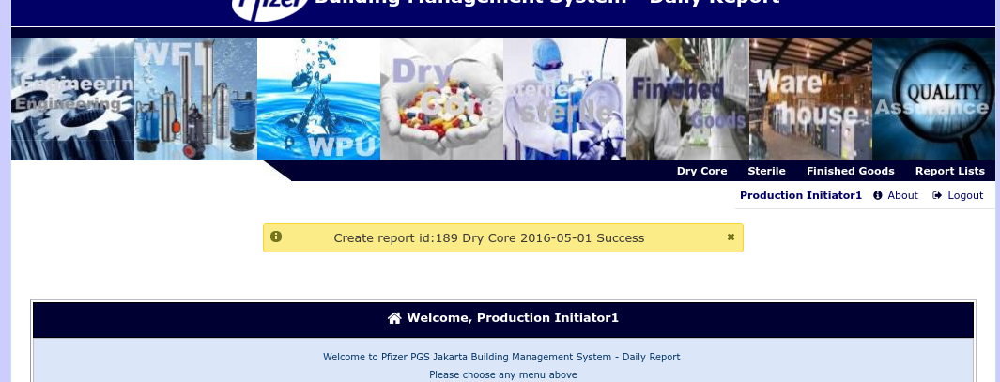 Pfizer Building Management System - Daily Report
Engineering
Engineering
WFI
WPU
Dry
Core
Sterile
sterile
Finished
Goods
Ware
house
QUALITY
Assurance
Dry Core Sterile Finished Goods Report Lists
Production Initiator1 About Logout
Create report id:189 Dry Core 2016-05-01 Success
Welcome, Production Initiator1
Welcome to Pfizer PGS Jakarta Building Management System - Daily Report
Please choose any menu above